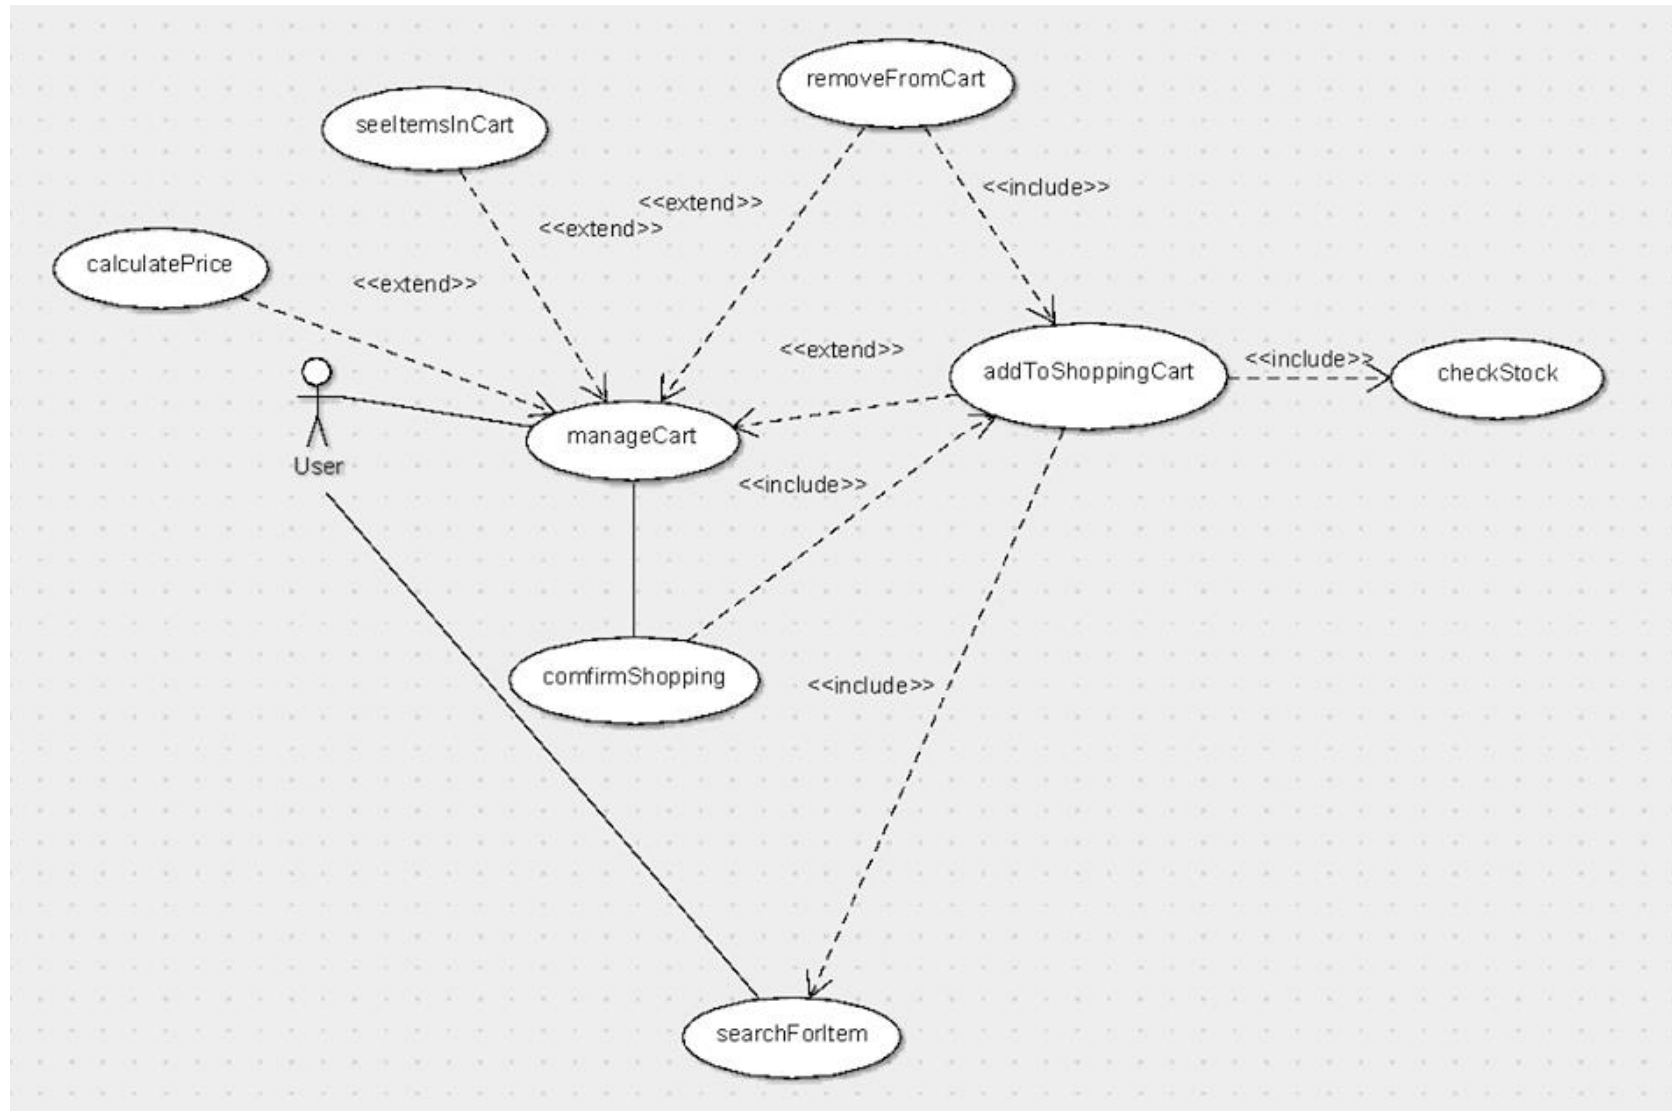 removeFromCart
seeItemsInCart
<<include>>
<<extend>>
<<extend>>
calculatePrice
<<extend>>
<<extend>>
<<include>>
addToShoppingCart
checkStock
manageCart
User
<<include>>
comfirmShopping
<<include>>
searchForItem